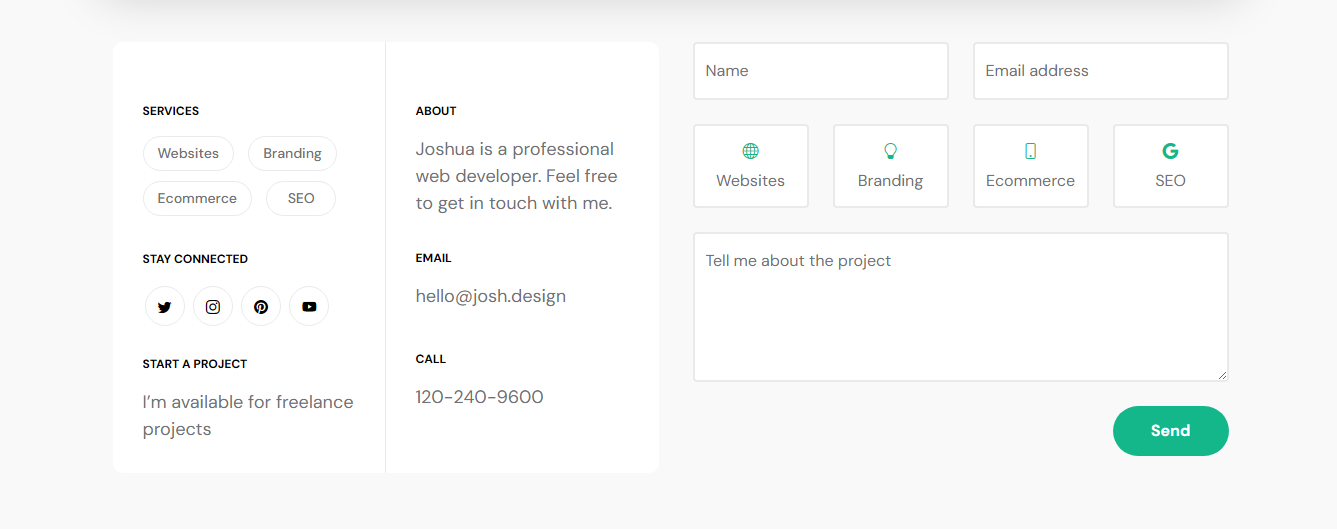 SERVICES
Websites
Branding
Ecommerce
SEO
STAY CONNECTED
START A PROJECT
I’m available for freelance
projects
ABOUT
Joshua is a professional
web developer. Feel free
to get in touch with me.
EMAIL
hello@josh.design
CALL
120-240-9600
Name
Email address
Websites
Branding
Ecommerce
SEO
Tell me about the project
Send